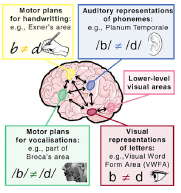 Motor plans
for handwriting:
e.g., Exner's area
b ≠ d
Auditory representations
of phonemes:
e.g., Planum Temporale
/b/ ≠ /d/
Lower-level
visual areas
Motor plans
for vocalisations:
e.g., part of
Broca's area
/b/ ≠ /d/
Visual
representations
of letters:
e.g., Visual Word
Form Area (VWFA)
b ≠ d